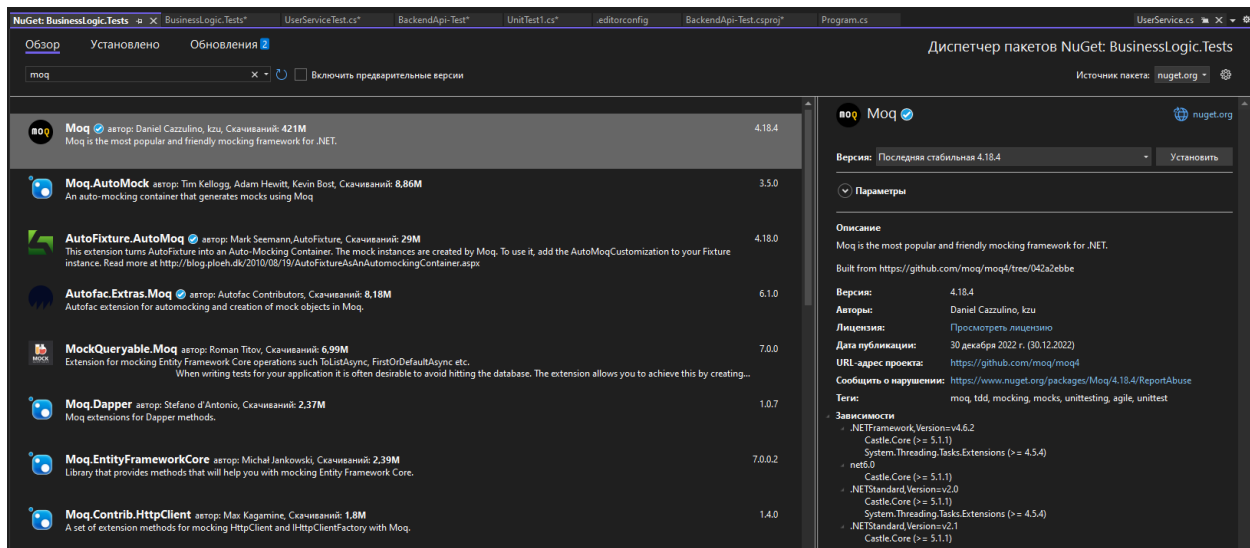 NuGet: BusinessLogic.Tests BusinessLogic.Tests* UserServiceTest.cs* BackendApi-Test* UnitTest1.cs* .editorconfig BackendApi-Test.csproj* Program.cs UserService.cs
Обзор Установлено Обновления 2
Диспетчер пакетов NuGet: BusinessLogic.Tests
moq
Включить предварительные версии
Источник пакета: nuget.org
moq
Moq автор: Daniel Cazzulino, kzu, Скачиваний: 421M 4.18.4
Moq is the most popular and friendly mocking framework for .NET.
Moq.AutoMock автор: Tim Kellogg, Adam Hewitt, Kevin Bost, Скачиваний: 8,86M 3.5.0
An auto-mocking container that generates mocks using Moq
AutoFixture.AutoMoq автор: Mark Seemann,AutoFixture, Скачиваний: 29M 4.18.0
This extension turns AutoFixture into an Auto-Mocking Container. The mock instances are created by Moq. To use it, add the AutoMoqCustomization to your Fixture
instance. Read more at http://blog.ploeh.dk/2010/08/19/AutoFixtureAsAnAutomockingContainer.aspx
Autofac.Extras.Moq автор: Autofac Contributors, Скачиваний: 8,18M 6.1.0
Autofac extension for automocking and creation of mock objects in Moq.
MOCK
MockQueryable.Moq автор: Roman Titov, Скачиваний: 6,99M 7.0.0
Extension for mocking Entity Framework Core operations such ToListAsync, FirstOrDefaultAsync etc.
When writing tests for your application it is often desirable to avoid hitting the database. The extension allows you to achieve this by creating...
Moq.Dapper автор: Stefano d'Antonio, Скачиваний: 2,37M 1.0.7
Moq extensions for Dapper methods.
Moq.EntityFrameworkCore автор: Michał Jankowski, Скачиваний: 2,39M 7.0.0.2
Library that provides methods that will help you with mocking Entity Framework Core.
Moq.Contrib.HttpClient автор: Max Kagamine, Скачиваний: 1,8M 1.4.0
A set of extension methods for mocking HttpClient and IHttpClientFactory with Moq.
moq Moq nuget.org
Версия: Последняя стабильная 4.18.4 Установить
Параметры
Описание
Moq is the most popular and friendly mocking framework for .NET.
Built from https://github.com/moq/moq4/tree/042a2ebbe
Версия: 4.18.4
Авторы: Daniel Cazzulino, kzu
Лицензия: Просмотреть лицензию
Дата публикации: 30 декабря 2022 г. (30.12.2022)
URL-адрес проекта: https://github.com/moq/moq4
Сообщить о нарушении: https://www.nuget.org/packages/Moq/4.18.4/ReportAbuse
Теги: moq, tdd, mocking, mocks, unittesting, agile, unittest
Зависимости
.NETFramework,Version=v4.6.2
Castle.Core (>= 5.1.1)
System.Threading.Tasks.Extensions (>= 4.5.4)
net6.0
Castle.Core (>= 5.1.1)
.NETStandard,Version=v2.0
Castle.Core (>= 5.1.1)
System.Threading.Tasks.Extensions (>= 4.5.4)
.NETStandard,Version=v2.1
Castle.Core (>= 5.1.1)